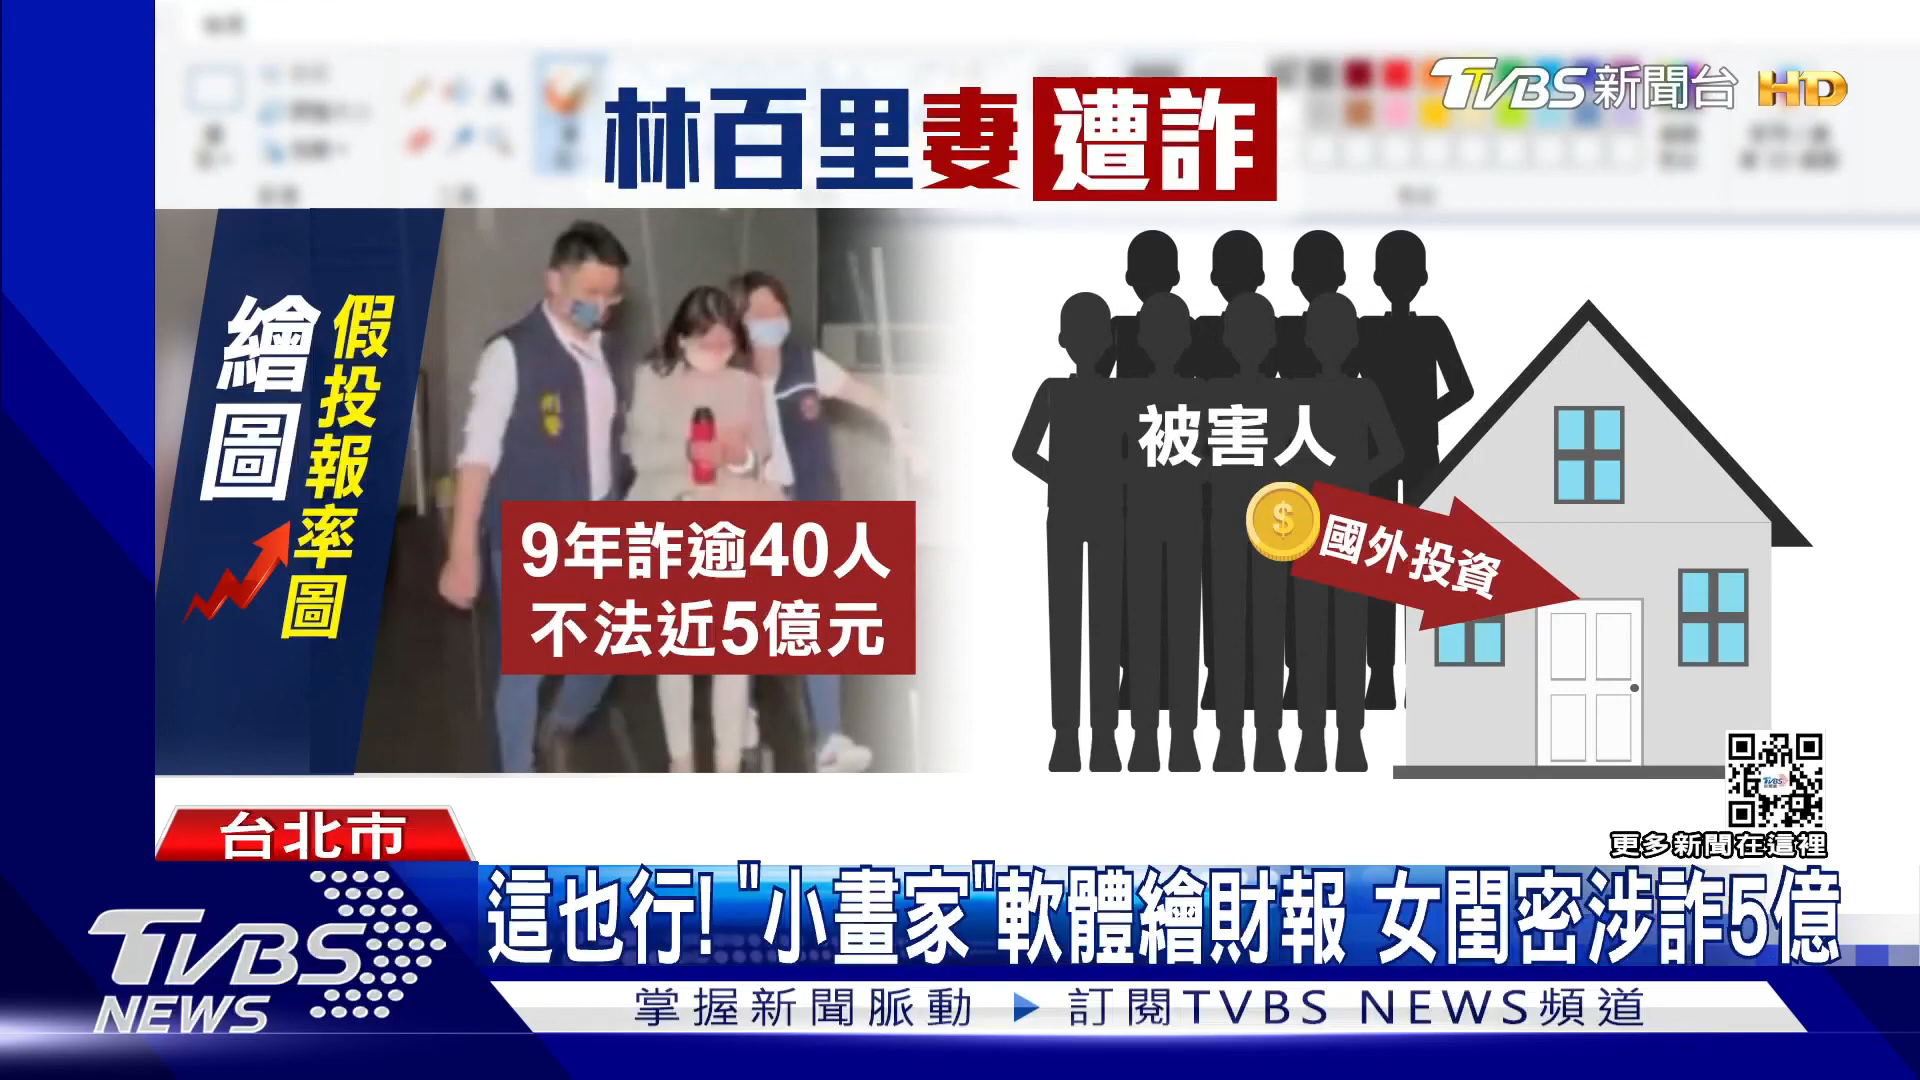 TVBS新聞台 HD
林百里妻遭詐
繪圖
假投報率圖
9年詐逾40人
不法近5億元
被害人
$
國外投資
TVBS
更多新聞在這裡
台北市
這也行!"小畫家"軟體繪財報 女閨密涉詐5億
TVBS
NEWS
掌握新聞脈動 ▶ 訂閱TVBS NEWS頻道